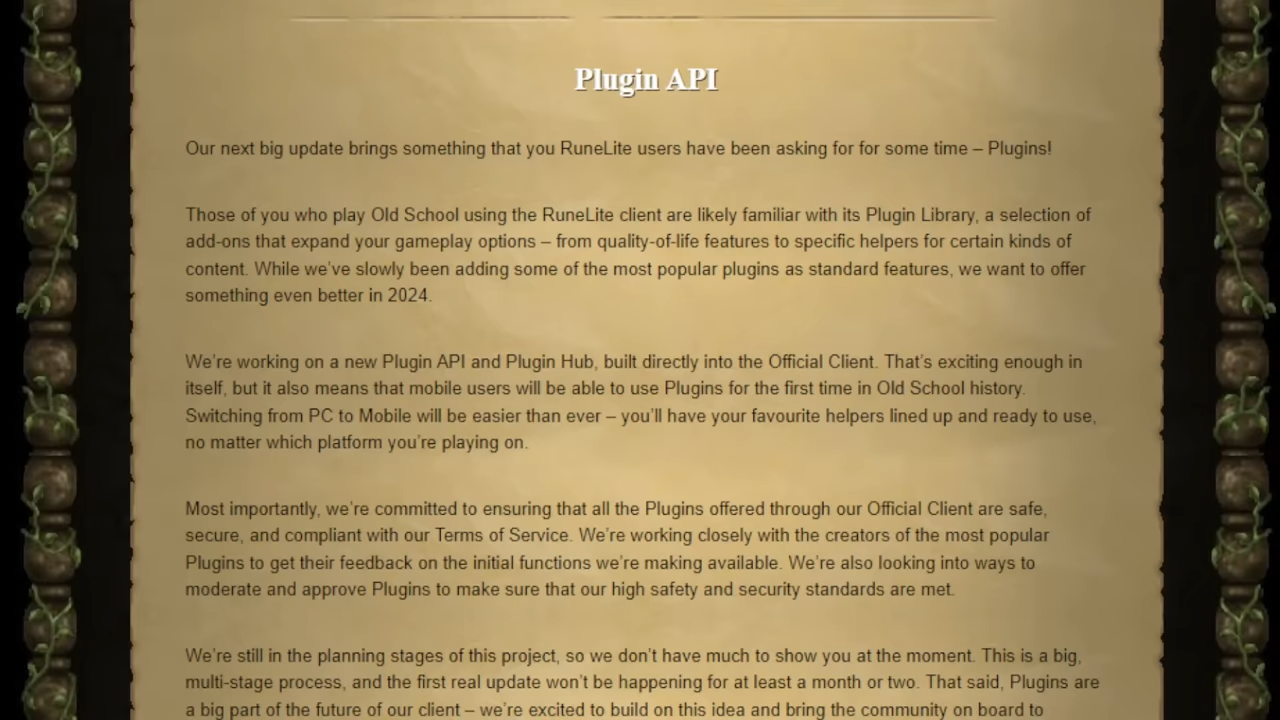 Plugin API
Our next big update brings something that you RuneLite users have been asking for for some time – Plugins!
Those of you who play Old School using the RuneLite client are likely familiar with its Plugin Library, a selection of
add-ons that expand your gameplay options – from quality-of-life features to specific helpers for certain kinds of
content. While we've slowly been adding some of the most popular plugins as standard features, we want to offer
something even better in 2024.
We're working on a new Plugin API and Plugin Hub, built directly into the Official Client. That's exciting enough in
itself, but it also means that mobile users will be able to use Plugins for the first time in Old School history.
Switching from PC to Mobile will be easier than ever – you'll have your favourite helpers lined up and ready to use,
no matter which platform you're playing on.
Most importantly, we're committed to ensuring that all the Plugins offered through our Official Client are safe,
secure, and compliant with our Terms of Service. We're working closely with the creators of the most popular
Plugins to get their feedback on the initial functions we're making available. We're also looking into ways to
moderate and approve Plugins to make sure that our high safety and security standards are met.
We're still in the planning stages of this project, so we don't have much to show you at the moment. This is a big,
multi-stage process, and the first real update won't be happening for at least a month or two. That said, Plugins are
a big part of the future of our client – we're excited to build on this idea and bring the community on board to